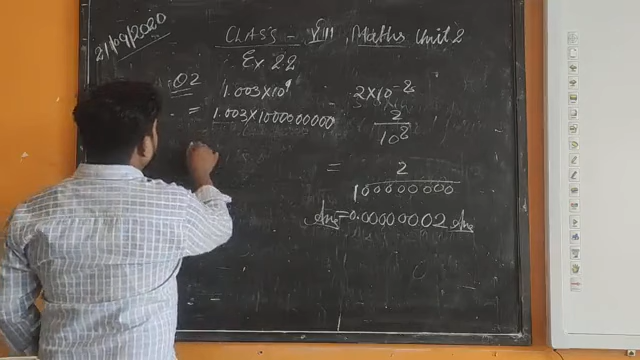 21/09/2020
CLASS - VIII, Maths Unit 2
Ex 2.2
Q2
1.003×10⁹
= 1.003×1000000000
2×10⁻²
2
10⁸
=
2
100000000
Ans=0.00000002 Ans